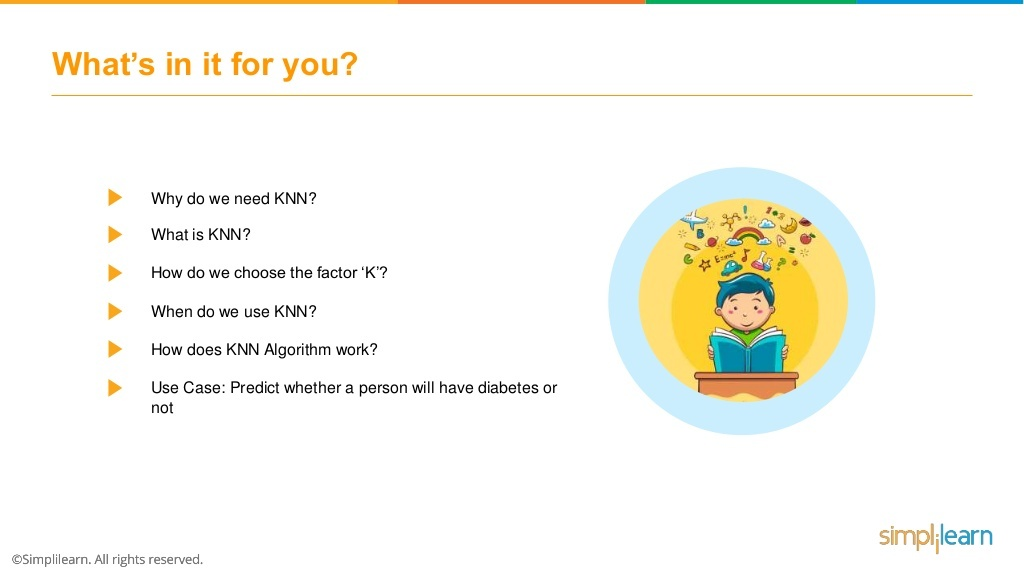 What’s in it for you?
Why do we need KNN?
What is KNN?
How do we choose the factor ‘K’?
When do we use KNN?
How does KNN Algorithm work?
Use Case: Predict whether a person will have diabetes or
not
simplilearn
©Simplilearn. All rights reserved.